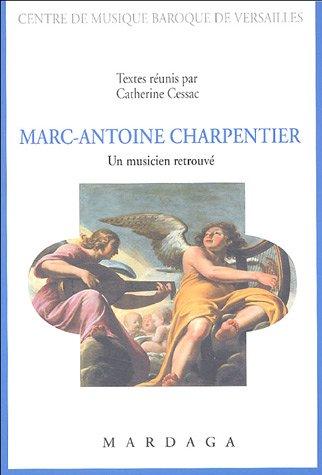 CENTRE DE MUSIQUE BAROQUE DE VERSAILLES
Textes réunis par
Catherine Cessac
MARC-ANTOINE CHARPENTIER
Un musicien retrouvé
MARDAGA